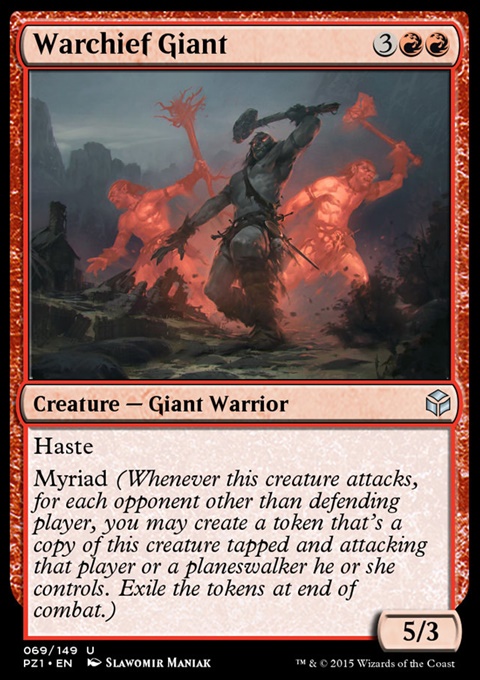 Warchief Giant 3
Creature — Giant Warrior
Haste
Myriad (Whenever this creature attacks,
for each opponent other than defending
player, you may create a token that's a
copy of this creature tapped and attacking
that player or a planeswalker he or she
controls. Exile the tokens at end of
combat.)
5/3
069/149 U
PZ1 • EN Slawomir Maniak
™ & © 2015 Wizards of the Coast